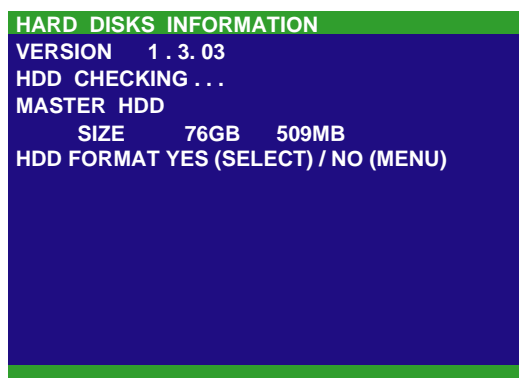 HARD DISKS INFORMATION
VERSION 1 . 3. 03
HDD CHECKING . . .
MASTER HDD
SIZE 76GB 509MB
HDD FORMAT YES (SELECT) / NO (MENU)